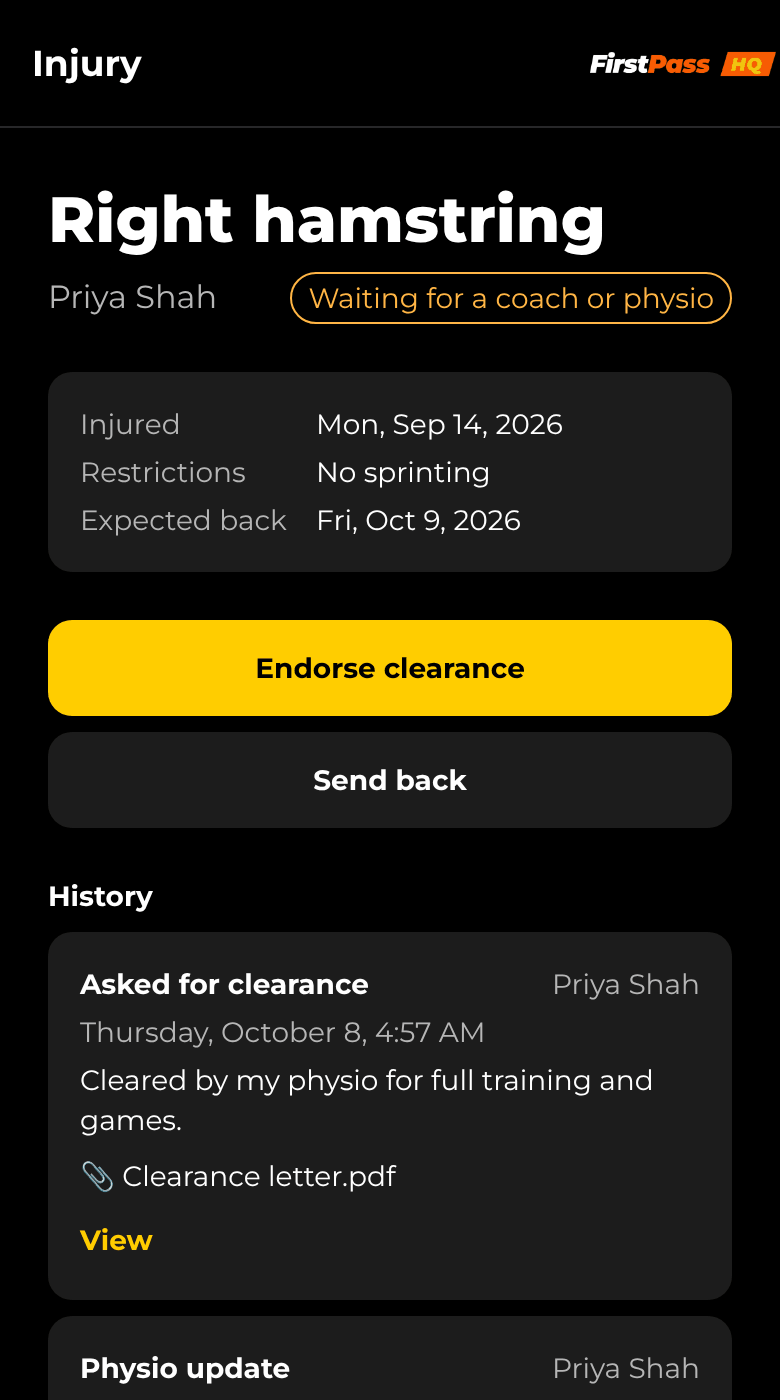 Injury
FirstPass HQ
Right hamstring
Priya Shah
Waiting for a coach or physio
Injured Mon, Sep 14, 2026
Restrictions No sprinting
Expected back Fri, Oct 9, 2026
Endorse clearance
Send back
History
Asked for clearance Priya Shah
Thursday, October 8, 4:57 AM
Cleared by my physio for full training and
games.
📎 Clearance letter.pdf
View
Physio update Priya Shah